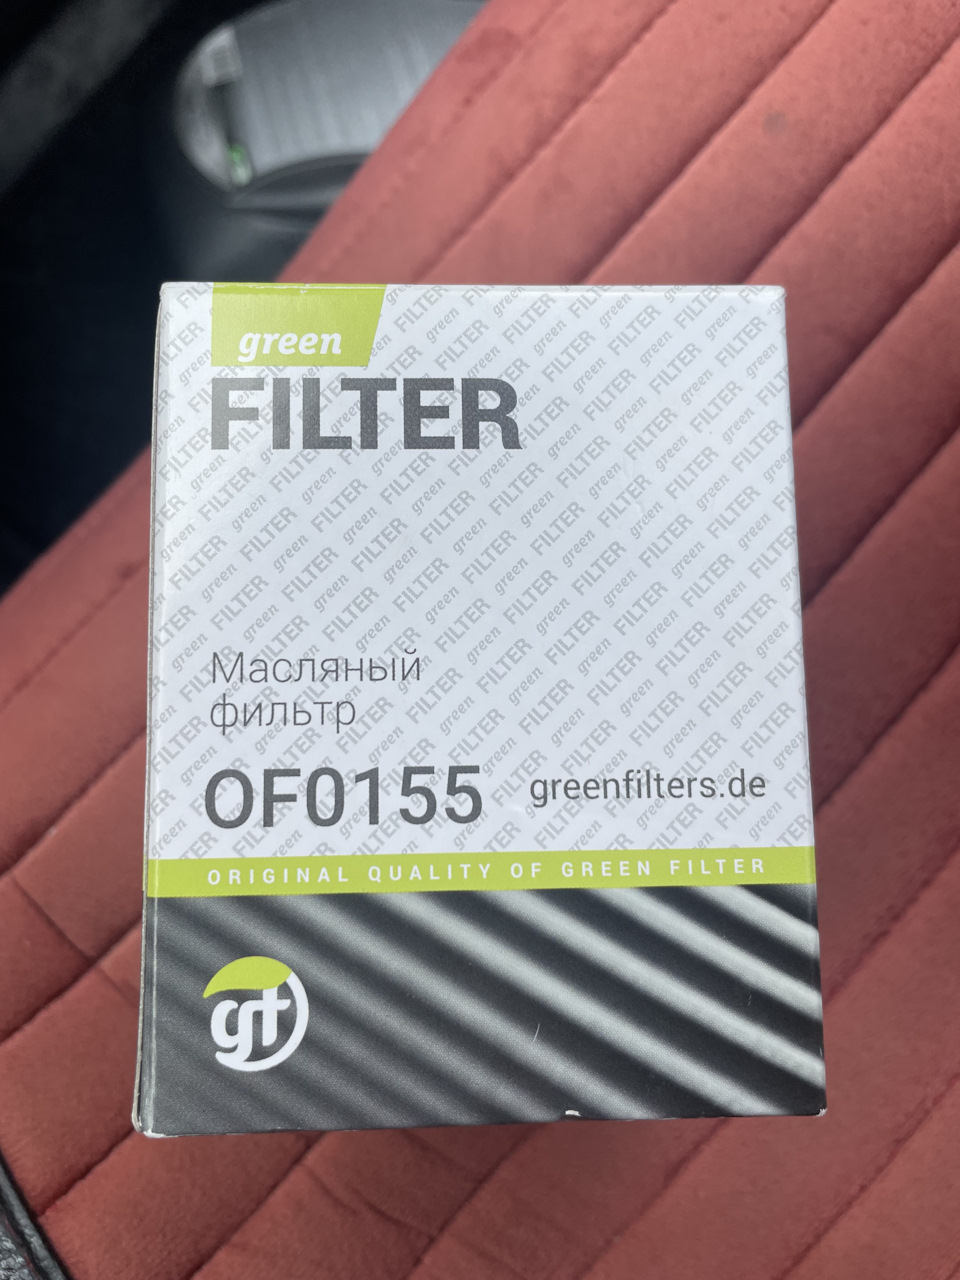 green
FILTER
Масляный
фильтр
OF0155
greenfilters.de
ORIGINAL QUALITY OF GREEN FILTER
gf